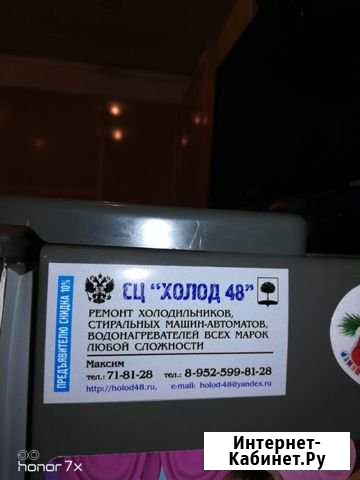 СЦ "ХОЛОД 48"
ПРЕДЪЯВИТЕЛЮ СКИДКА 10%
РЕМОНТ ХОЛОДИЛЬНИКОВ,
СТИРАЛЬНЫХ МАШИН-АВТОМАТОВ,
ВОДОНАГРЕВАТЕЛЕЙ ВСЕХ МАРОК
ЛЮБОЙ СЛОЖНОСТИ
Максим
тел.: 71-81-28 тел.: 8-952-599-81-28
http://holod48.ru, e-mail: holod-48@yandex.ru
honor 7x
Интернет-
Кабинет.Ру